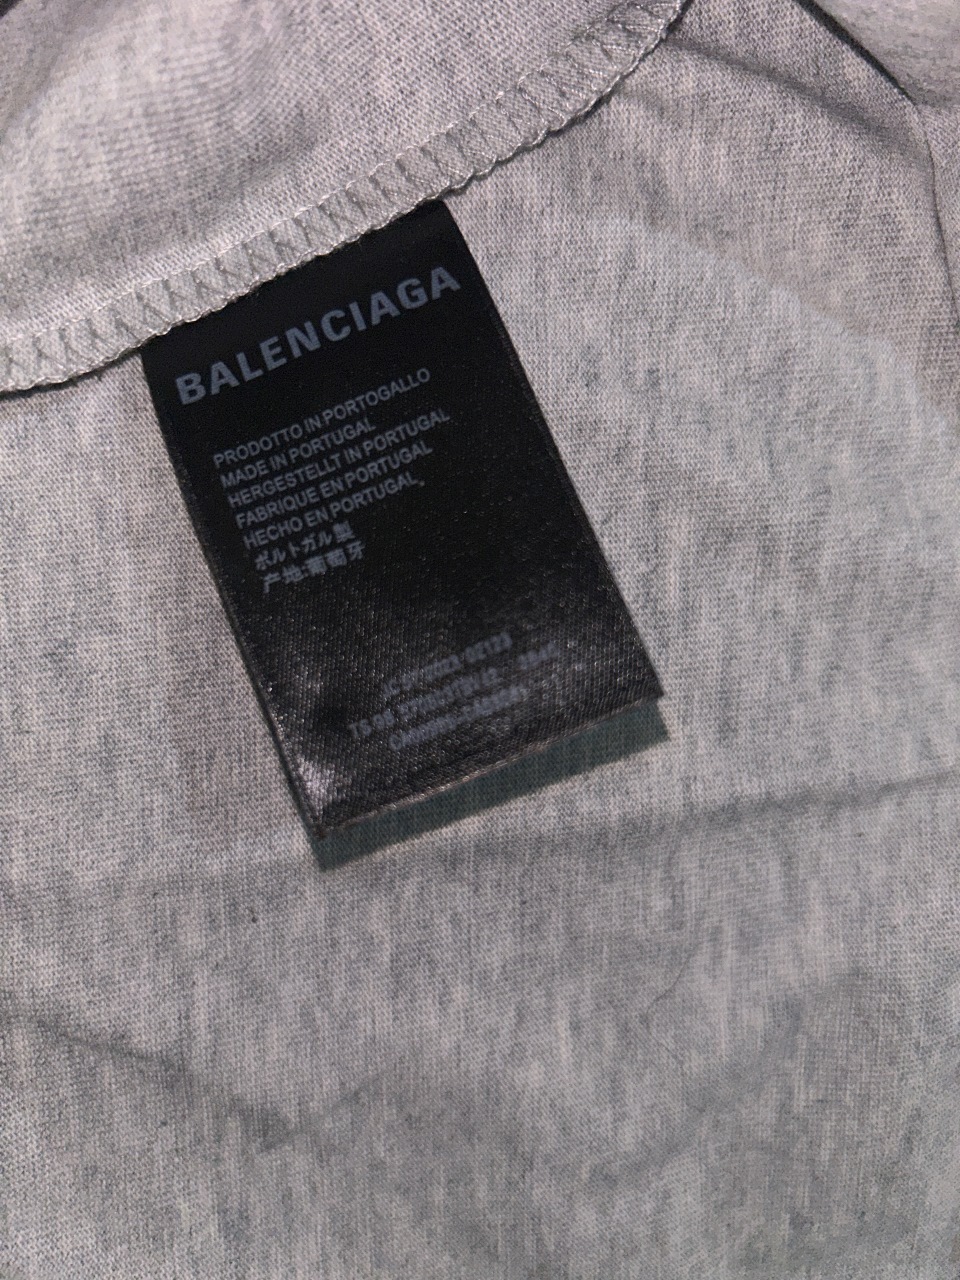 BALENCIAGA
PRODOTTO IN PORTOGALLO
MADE IN PORTUGAL
HERGESTELLT IN PORTUGAL
FABRIQUE EN PORTUGAL
HECHO EN PORTUGAL
ポルトガル製
产地:葡萄牙